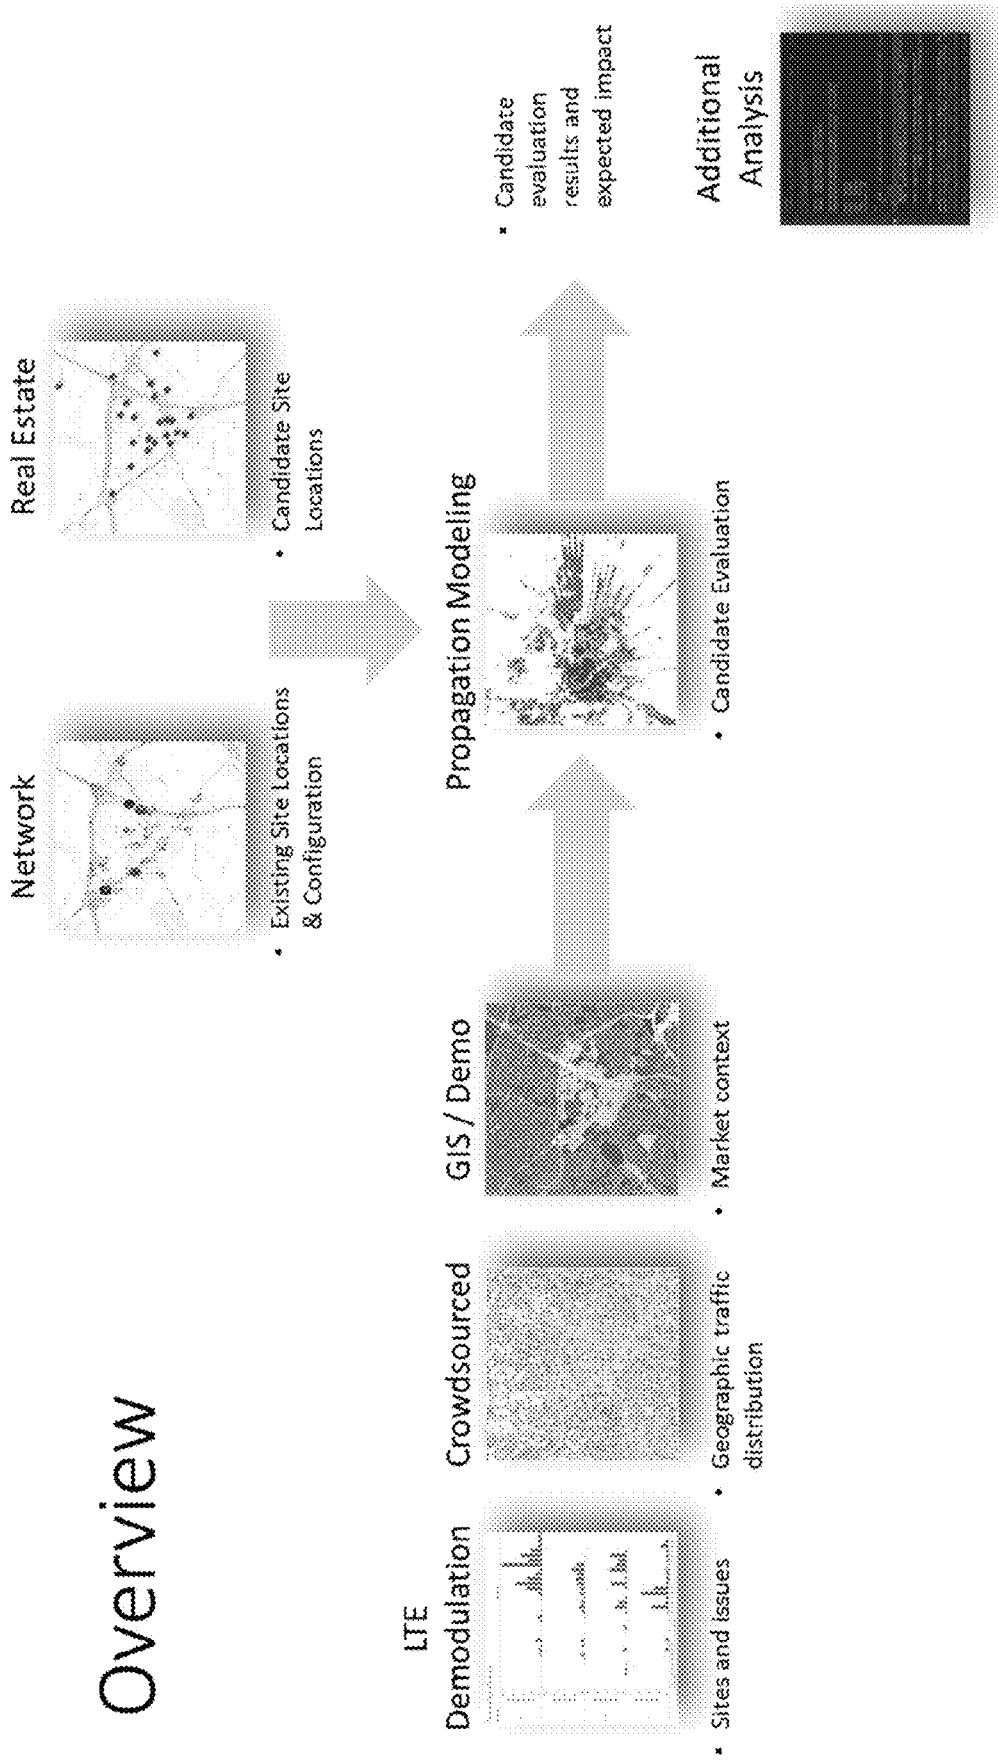 Overview
Network
• Existing Site Locations
& Configuration
Real Estate
• Candidate Site
Locations
LTE
Demodulation
• Sites and issues
Crowdsourced
• Geographic traffic
distribution
GIS / Demo
• Market context
Propagation Modeling
• Candidate Evaluation
• Candidate
evaluation
results and
expected impact
Additional
Analysis